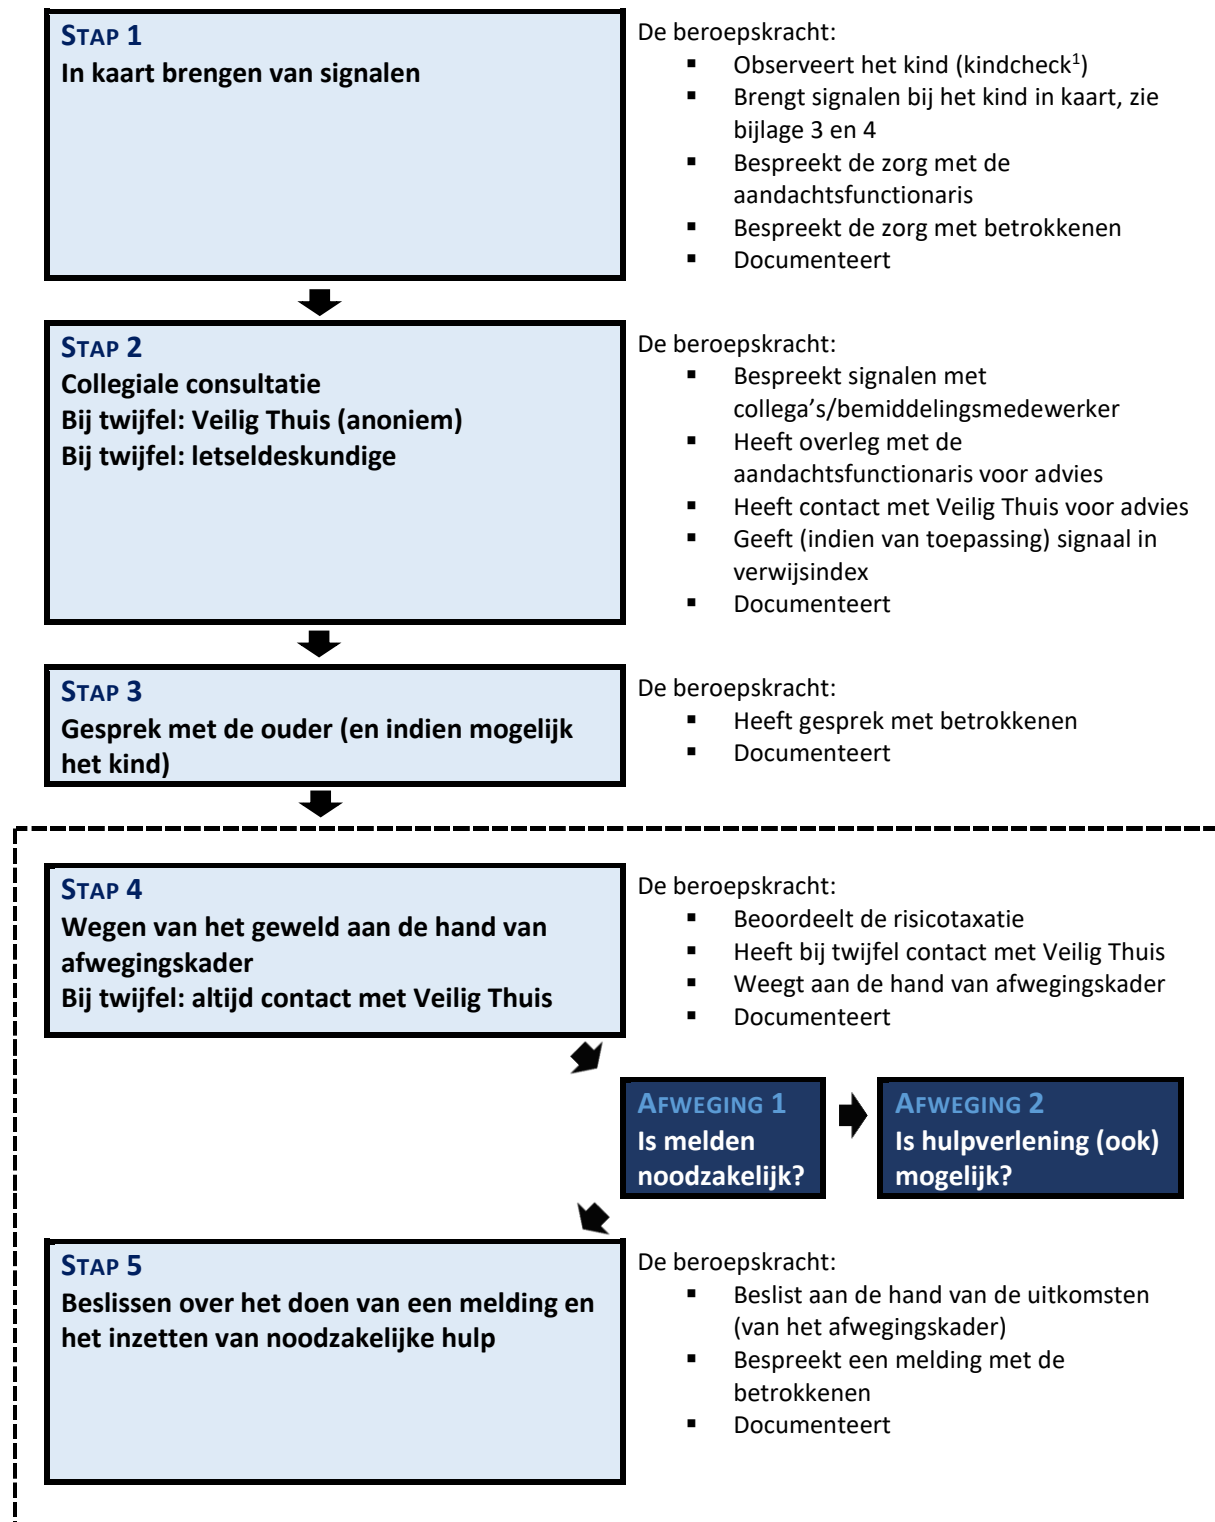 STAP 1
In kaart brengen van signalen
De beroepskracht:
▪ Observeert het kind (kindcheck¹)
▪ Brengt signalen bij het kind in kaart, zie
bijlage 3 en 4
▪ Bespreekt de zorg met de
aandachtsfunctionaris
▪ Bespreekt de zorg met betrokkenen
▪ Documenteert
STAP 2
Collegiale consultatie
Bij twijfel: Veilig Thuis (anoniem)
Bij twijfel: letseldeskundige
De beroepskracht:
▪ Bespreekt signalen met
collega’s/bemiddelingsmedewerker
▪ Heeft overleg met de
aandachtsfunctionaris voor advies
▪ Heeft contact met Veilig Thuis voor advies
▪ Geeft (indien van toepassing) signaal in
verwijsindex
▪ Documenteert
STAP 3
Gesprek met de ouder (en indien mogelijk
het kind)
De beroepskracht:
▪ Heeft gesprek met betrokkenen
▪ Documenteert
STAP 4
Wegen van het geweld aan de hand van
afwegingskader
Bij twijfel: altijd contact met Veilig Thuis
De beroepskracht:
▪ Beoordeelt de risicotaxatie
▪ Heeft bij twijfel contact met Veilig Thuis
▪ Weegt aan de hand van afwegingskader
▪ Documenteert
AFWEGING 1
Is melden
noodzakelijk?
AFWEGING 2
Is hulpverlening (ook)
mogelijk?
STAP 5
Beslissen over het doen van een melding en
het inzetten van noodzakelijke hulp
De beroepskracht:
▪ Beslist aan de hand van de uitkomsten
(van het afwegingskader)
▪ Bespreekt een melding met de
betrokkenen
▪ Documenteert